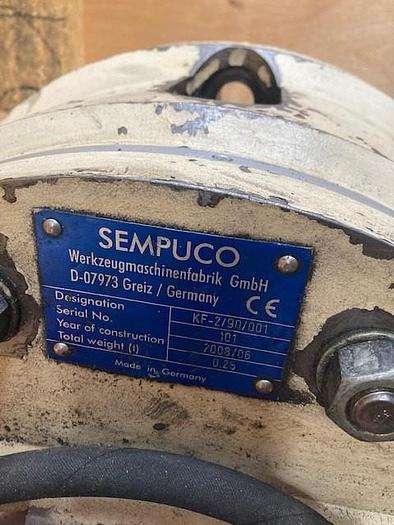 SEMPUCO
Werkzeugmaschinenfabrik GmbH
D-07973 Greiz / Germany CE
Designation KF-2/90/001
Serial No. 101
Year of construction 2008/06
Total weight (t) 0.25
Made in Germany